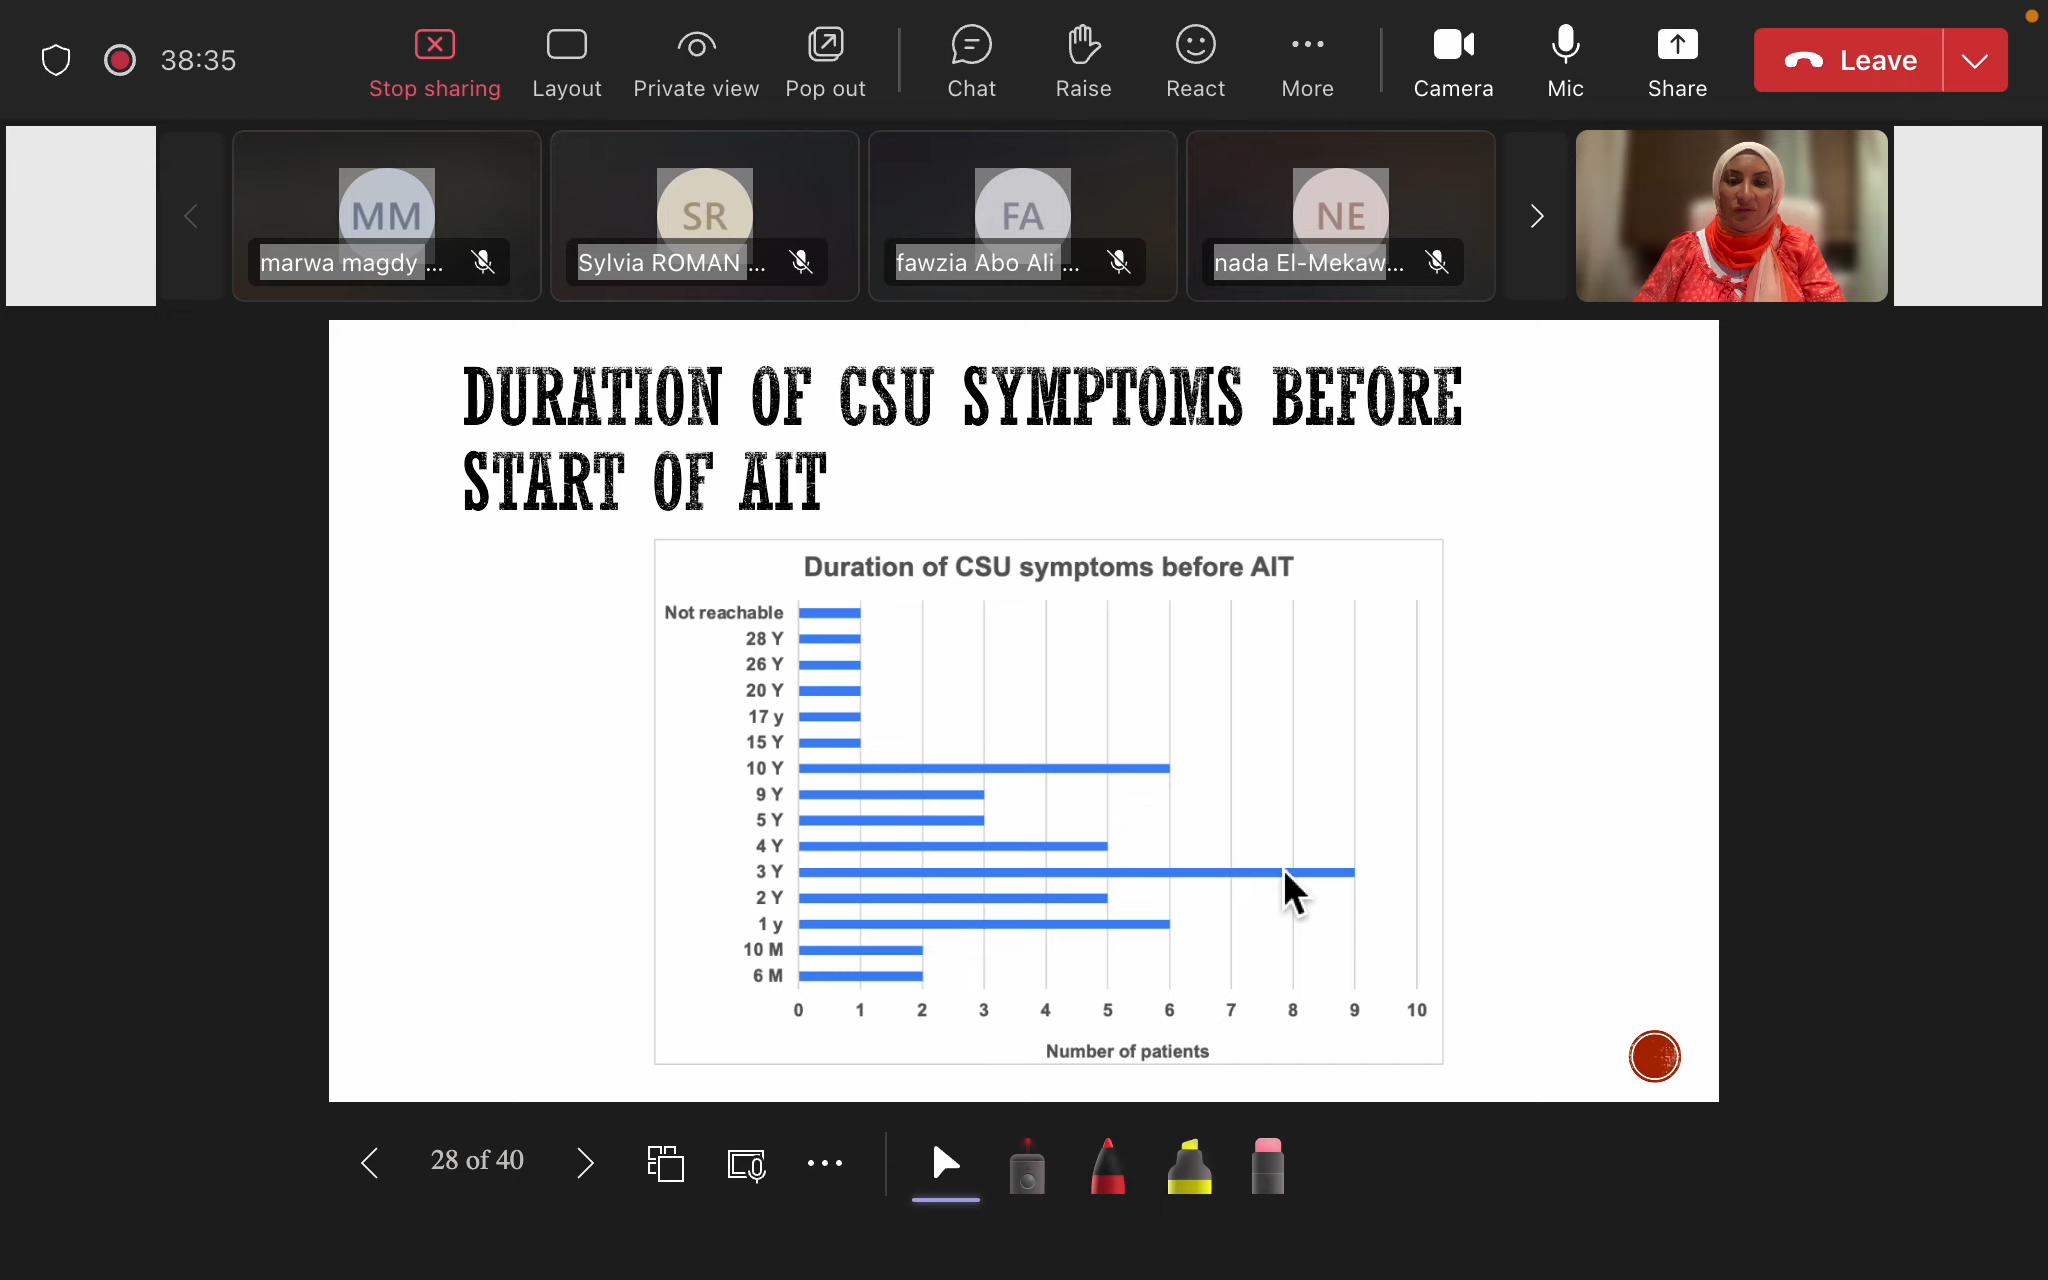 38:35
Stop sharing
Layout
Private view
Pop out
Chat
Raise
React
More
Camera
Mic
Share
Leave
MM
marwa magdy ...
SR
Sylvia ROMAN ...
FA
fawzia Abo Ali ...
NE
nada El-Mekaw...
DURATION OF CSU SYMPTOMS BEFORE
START OF AIT
Duration of CSU symptoms before AIT
Not reachable
28 Y
26 Y
20 Y
17 y
15 Y
10 Y
9 Y
5 Y
4 Y
3 Y
2 Y
1 y
10 M
6 M
0 1 2 3 4 5 6 7 8 9 10
Number of patients
28 of 40